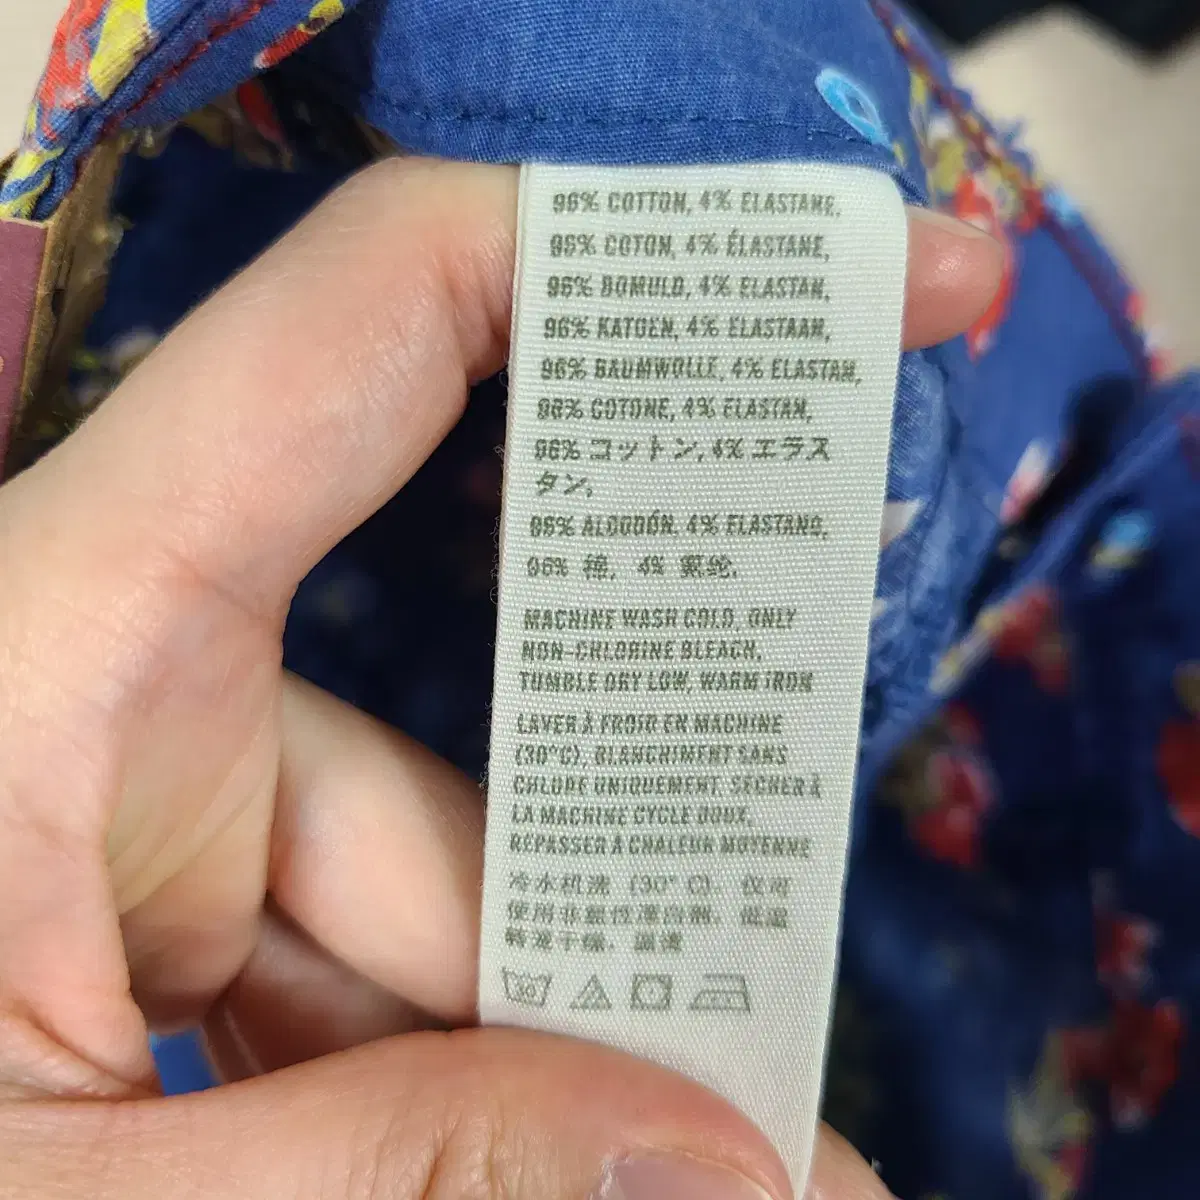 96% COTTON, 4% ELASTANE,
96% COTON, 4% ÉLASTANE,
96% BOMULD, 4% ELASTAN,
96% KATOEN, 4% ELASTAAN,
96% BAUMWOLLE, 4% ELASTAN,
96% COTONE, 4% ELASTAN,
96% コットン, 4% エラス
タン,
96% ALGODÓN, 4% ELASTANO,
96% 棉, 4% 氨纶,
MACHINE WASH COLD, ONLY
NON-CHLORINE BLEACH,
TUMBLE DRY LOW, WARM IRON
LAVER À FROID EN MACHINE
(30°C), BLANCHIMENT SANS
CHLORE UNIQUEMENT, SÉCHER À
LA MACHINE CYCLE DOUX,
REPASSER À CHALEUR MOYENNE
冷水机洗 (30° C), 仅可
使用非氯性漂白剂, 低温
转笼干燥,
30